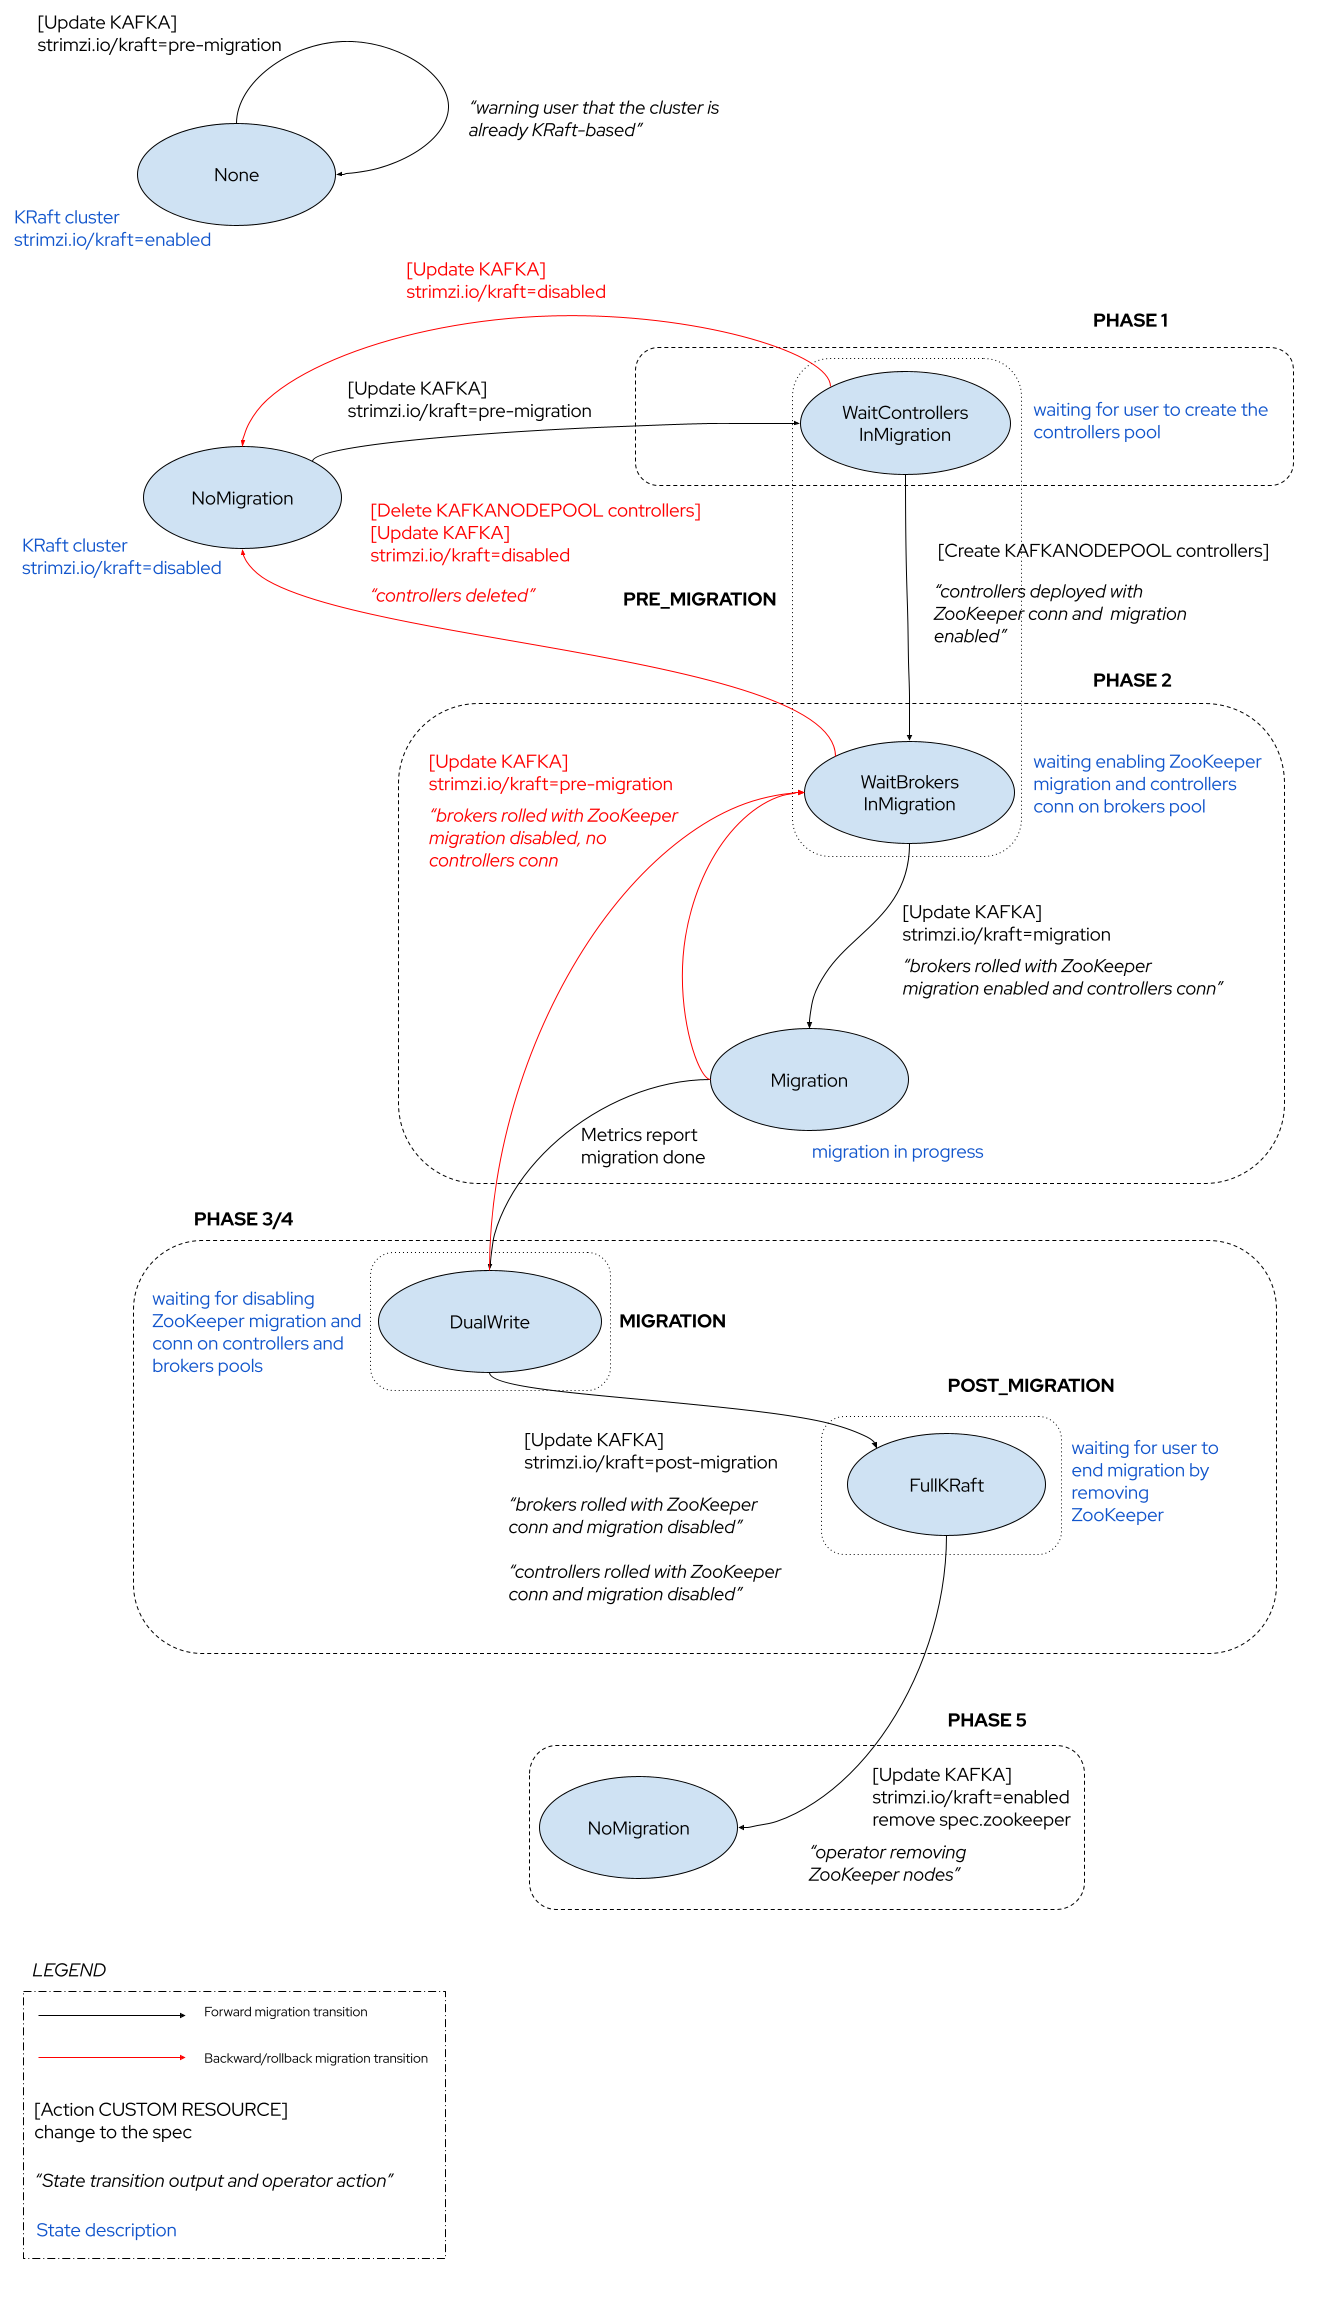 [Update KAFKA]
strimzi.io/kraft=pre-migration
“warning user that the cluster is
already KRaft-based”
None
KRaft cluster
strimzi.io/kraft=enabled
[Update KAFKA]
strimzi.io/kraft=disabled
PHASE 1
[Update KAFKA]
strimzi.io/kraft=pre-migration
WaitControllers
InMigration
waiting for user to create the
controllers pool
NoMigration
KRaft cluster
strimzi.io/kraft=disabled
[Delete KAFKANODEPOOL controllers]
[Update KAFKA]
strimzi.io/kraft=disabled
“controllers deleted”
PRE_MIGRATION
[Create KAFKANODEPOOL controllers]
“controllers deployed with
ZooKeeper conn and migration
enabled”
PHASE 2
[Update KAFKA]
strimzi.io/kraft=pre-migration
“brokers rolled with ZooKeeper
migration disabled, no
controllers conn
WaitBrokers
InMigration
waiting enabling ZooKeeper
migration and controllers
conn on brokers pool
[Update KAFKA]
strimzi.io/kraft=migration
“brokers rolled with ZooKeeper
migration enabled and controllers conn”
Migration
Metrics report
migration done
migration in progress
PHASE 3/4
waiting for disabling
ZooKeeper migration and
conn on controllers and
brokers pools
DualWrite
MIGRATION
POST_MIGRATION
[Update KAFKA]
strimzi.io/kraft=post-migration
“brokers rolled with ZooKeeper
conn and migration disabled”
“controllers rolled with ZooKeeper
conn and migration disabled”
FullKRaft
waiting for user to
end migration by
removing
ZooKeeper
PHASE 5
NoMigration
[Update KAFKA]
strimzi.io/kraft=enabled
remove spec.zookeeper
“operator removing
ZooKeeper nodes”
LEGEND
Forward migration transition
Backward/rollback migration transition
[Action CUSTOM RESOURCE]
change to the spec
“State transition output and operator action”
State description